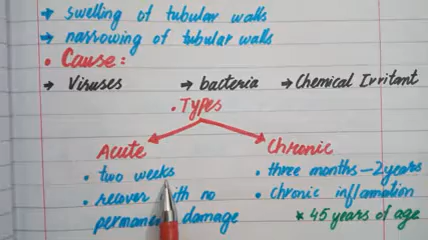 → swelling of tubular walls
→ narrowing of tubular walls
• Cause:
→ Viruses → bacteria → Chemical Irritant
• Types
Acute Chronic
• two weeks • three months - 2 years
• recover with no • chronic inflamation
permanent damage * 45 years of age